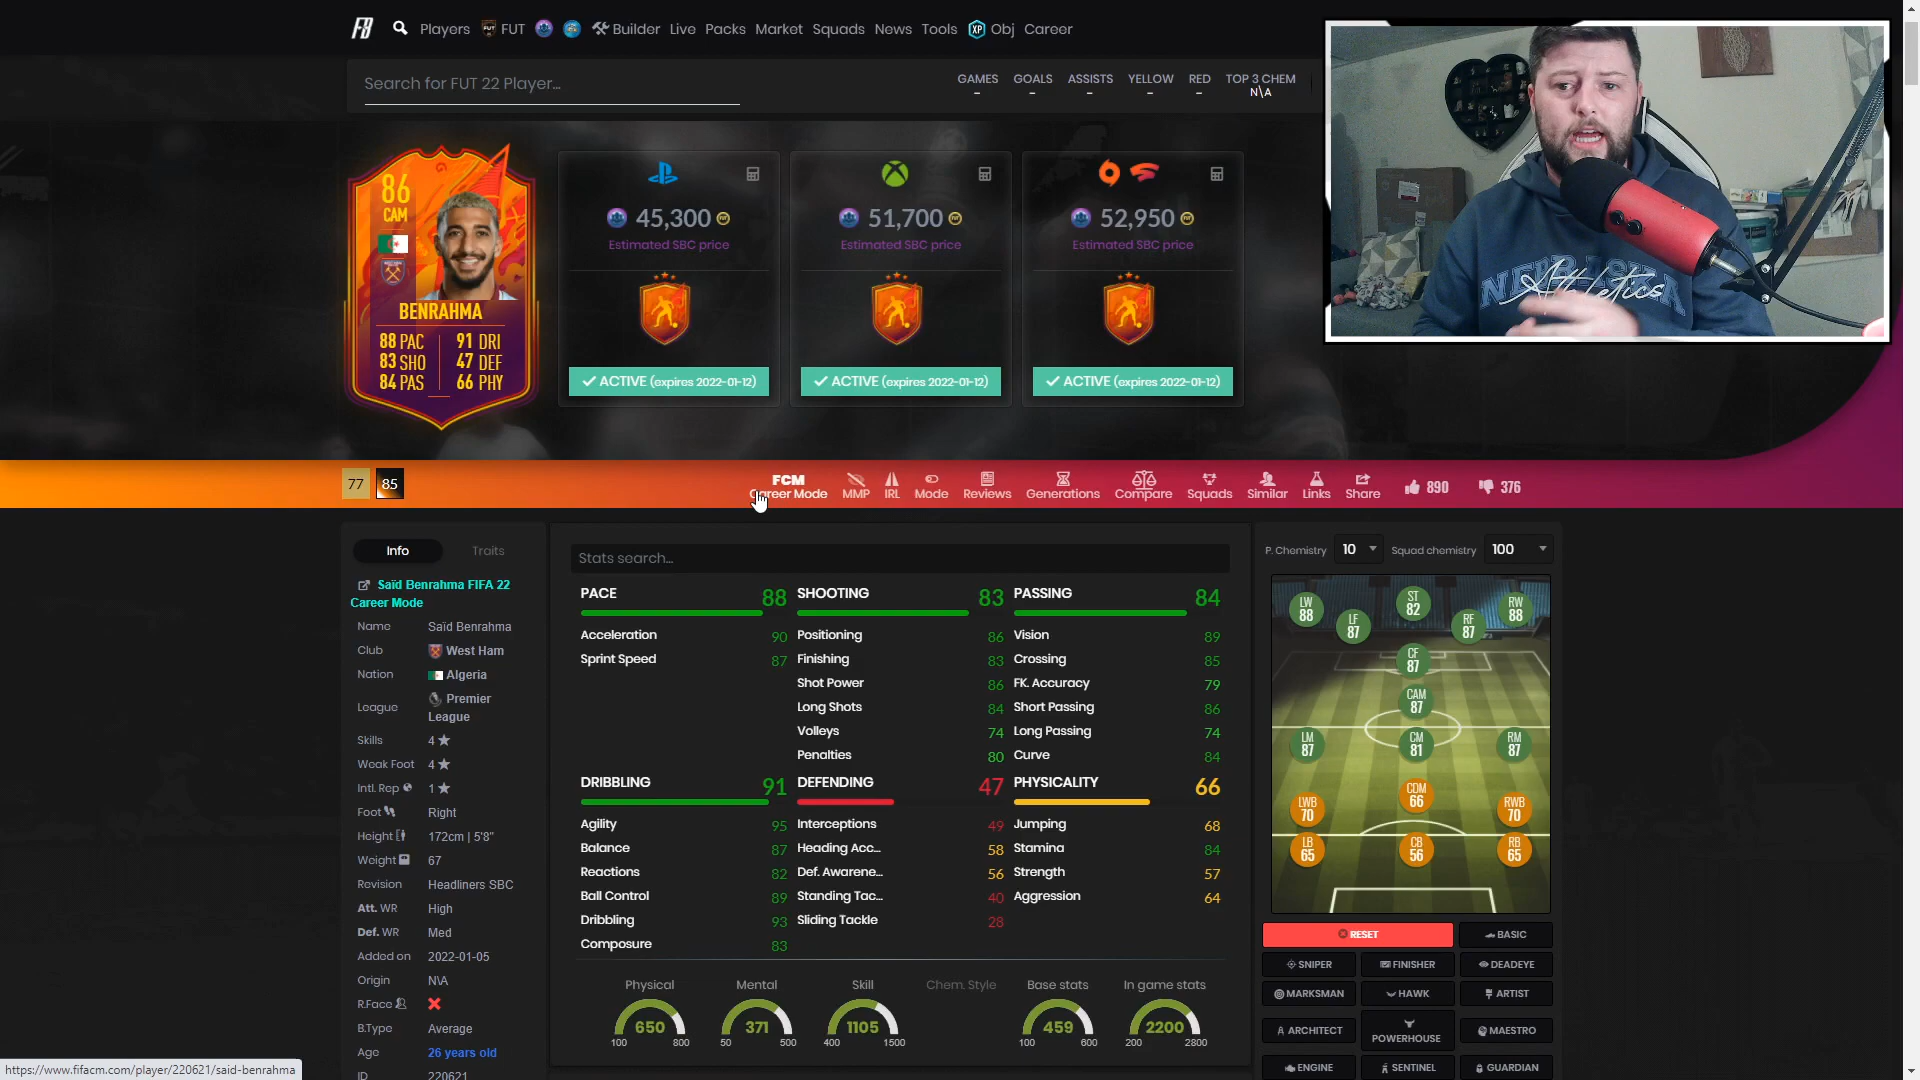 FB Players FUT Builder Live Packs Market Squads News Tools XP Obj Career
Search for FUT 22 Player...
GAMES GOALS ASSISTS YELLOW RED TOP 3 CHEM
- - - - - N\A
86
CAM
BENRAHMA
88 PAC 91 DRI
83 SHO 47 DEF
84 PAS 66 PHY
45,300
Estimated SBC price
ACTIVE (expires 2022-01-12)
51,700
Estimated SBC price
ACTIVE (expires 2022-01-12)
52,950
Estimated SBC price
ACTIVE (expires 2022-01-12)
NEBRASKA
Athletics
77 85
FCM
Career Mode MMP IRL Mode Reviews Generations Compare Squads Similar Links Share 890 376
Info Traits
Saïd Benrahma FIFA 22
Career Mode
Name Saïd Benrahma
Club West Ham
Nation Algeria
League Premier
League
Skills 4
Weak Foot 4
Intl. Rep 1
Foot Right
Height 172cm | 5'8"
Weight 67
Revision Headliners SBC
Att. WR High
Def. WR Med
Added on 2022-01-05
Origin N\A
R.Face
B.Type Average
Age 26 years old
ID 220621
Stats search...
PACE 88
Acceleration 90
Sprint Speed 87
SHOOTING 83
Positioning 86
Finishing 83
Shot Power 86
Long Shots 84
Volleys 74
Penalties 80
PASSING 84
Vision 89
Crossing 85
FK. Accuracy 79
Short Passing 86
Long Passing 74
Curve 84
DRIBBLING 91
Agility 95
Balance 87
Reactions 82
Ball Control 89
Dribbling 93
Composure 83
DEFENDING 47
Interceptions 49
Heading Acc... 58
Def. Awarene... 56
Standing Tac... 40
Sliding Tackle 28
PHYSICALITY 66
Jumping 68
Stamina 84
Strength 57
Aggression 64
Physical Mental Skill Chem. Style Base stats In game stats
650 371 1105 459 2200
100 800 50 500 400 1500 100 600 200 2800
P. Chemistry 10 Squad chemistry 100
LW
88
LF
87
ST
82
RF
87
RW
88
CF
87
CAM
87
LM
87
CM
81
RM
87
LWB
70
CDM
66
RWB
70
LB
65
CB
56
RB
65
RESET BASIC
SNIPER FINISHER DEADEYE
MARKSMAN HAWK ARTIST
ARCHITECT POWERHOUSE MAESTRO
ENGINE SENTINEL GUARDIAN
https://www.fifacm.com/player/220621/said-benrahma